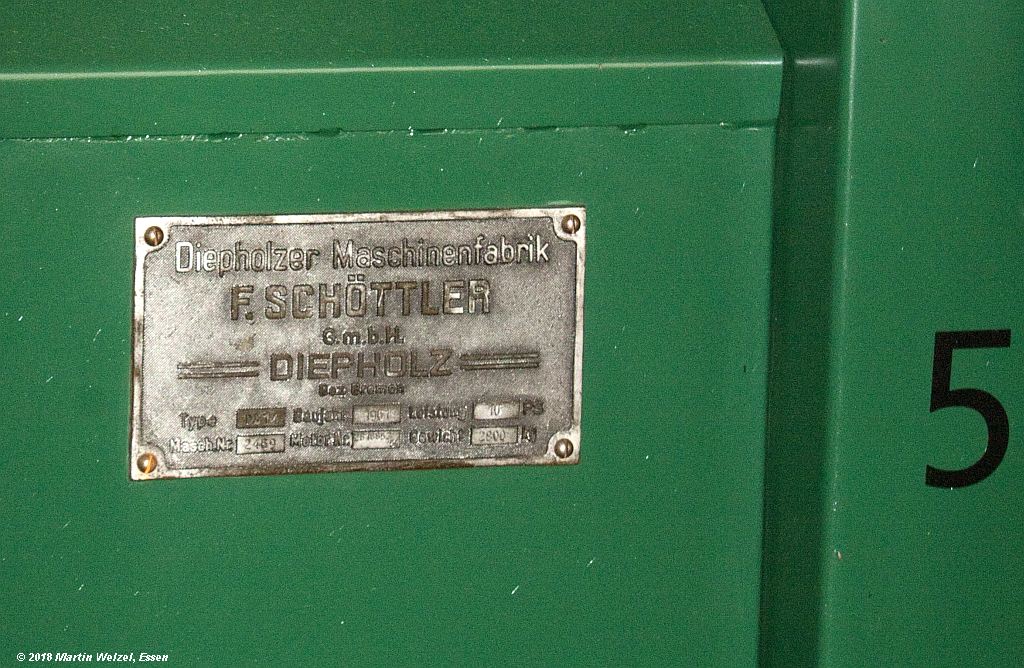 Diepholzer Maschinenfabrik
F. SCHÖTTLER
G.m.b.H.
DIEPHOLZ
Bez. Bremen
Type Baujahr 1961 Leistung 10 PS
Masch.Nr. 2469 Motor Nr. Gewicht 2800 kg
5
© 2018 Martin Welzel, Essen